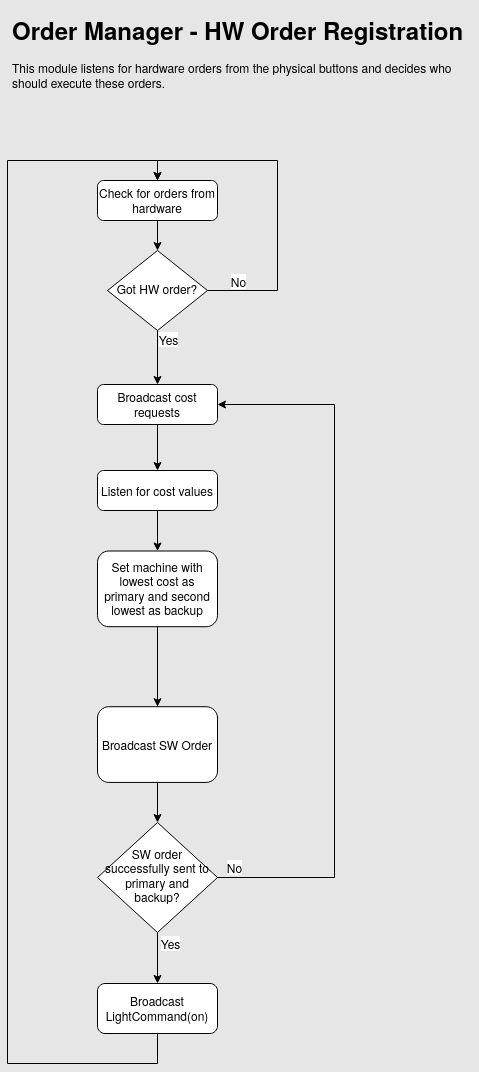 Order Manager - HW Order Registration
This module listens for hardware orders from the physical buttons and decides who
should execute these orders.
Check for orders from
hardware
Got HW order?
No
Yes
Broadcast cost
requests
Listen for cost values
Set machine with
lowest cost as
primary and second
lowest as backup
Broadcast SW Order
SW order
successfully sent to
primary and
backup?
No
Yes
Broadcast
LightCommand(on)